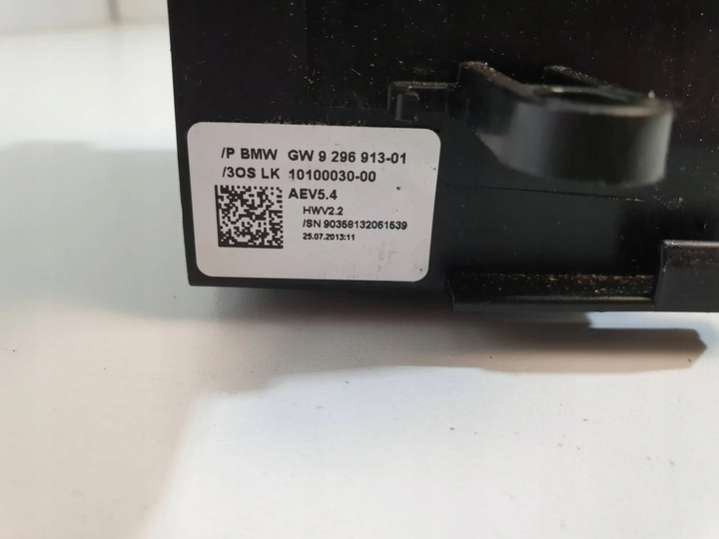 /P BMW GW 9 296 913-01
/3OS LK 10100030-00
AEV5.4
HWV2.2
/SN 90358132051539
25.07.2013:11